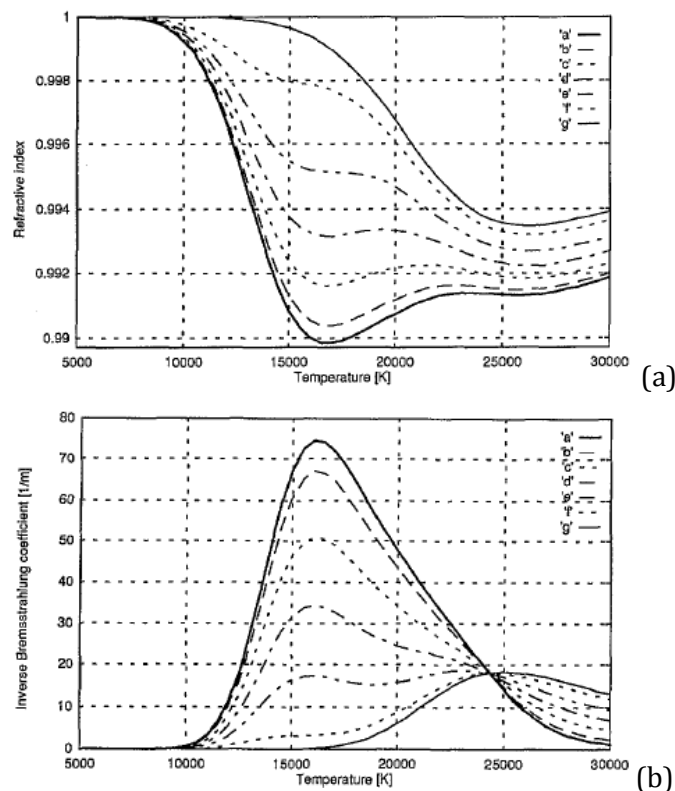 1
0.998
0.996
0.994
0.992
0.99
Refractive index
5000 10000 15000 20000 25000 30000
Temperature [K]
'a'
'b'
'c'
'd'
'e'
'f'
'g'
(a)
80
70
60
50
40
30
20
10
0
Inverse Bremsstrahlung coefficient [1/m]
5000 10000 15000 20000 25000 30000
Temperature [K]
'a'
'b'
'c'
'd'
'e'
'f'
'g'
(b)